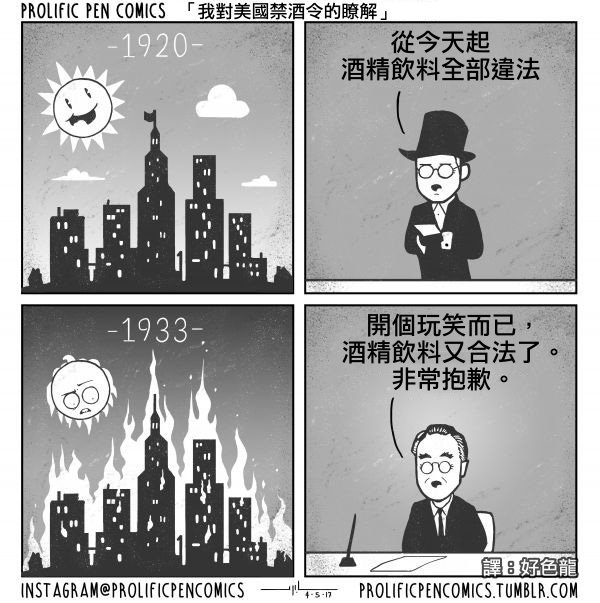 PROLIFIC PEN COMICS 「我對美國禁酒令的瞭解」
-1920-
從今天起
酒精飲料全部違法
-1933-
開個玩笑而已，
酒精飲料又合法了。
非常抱歉。
譯：好色龍
INSTAGRAM@PROLIFICPENCOMICS 4-5-17 PROLIFICPENCOMICS.TUMBLR.COM